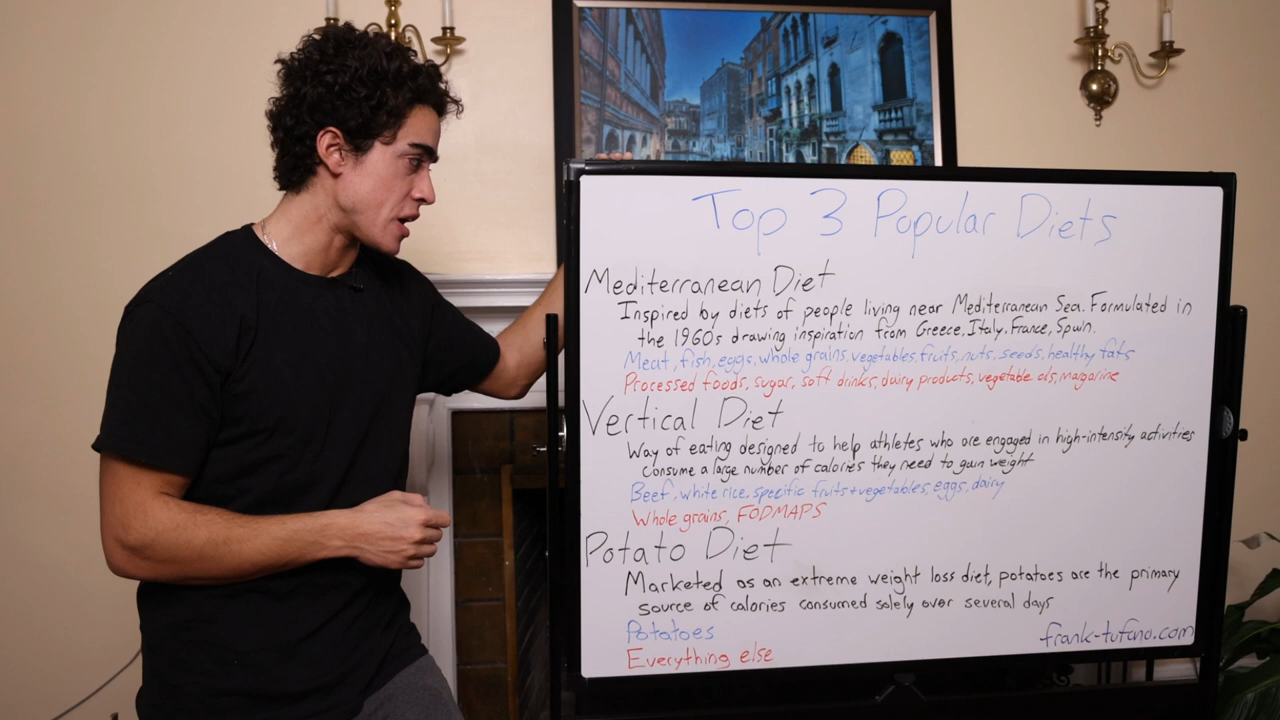 Top 3 Popular Diets
Mediterranean Diet
Inspired by diets of people living near Mediterranean Sea. Formulated in
the 1960s drawing inspiration from Greece, Italy, France, Spain.
Meat, fish, eggs, whole grains, vegetables, fruits, nuts, seeds, healthy fats
Processed foods, sugar, soft drinks, dairy products, vegetable oils, margarine
Vertical Diet
Way of eating designed to help athletes who are engaged in high-intensity activities
consume a large number of calories they need to gain weight
Beef, white rice, specific fruits + vegetables, eggs, dairy
Whole grains, FODMAPS
Potato Diet
Marketed as an extreme weight loss diet, potatoes are the primary
source of calories consumed solely over several days
Potatoes
Everything else
frank-tufano.com